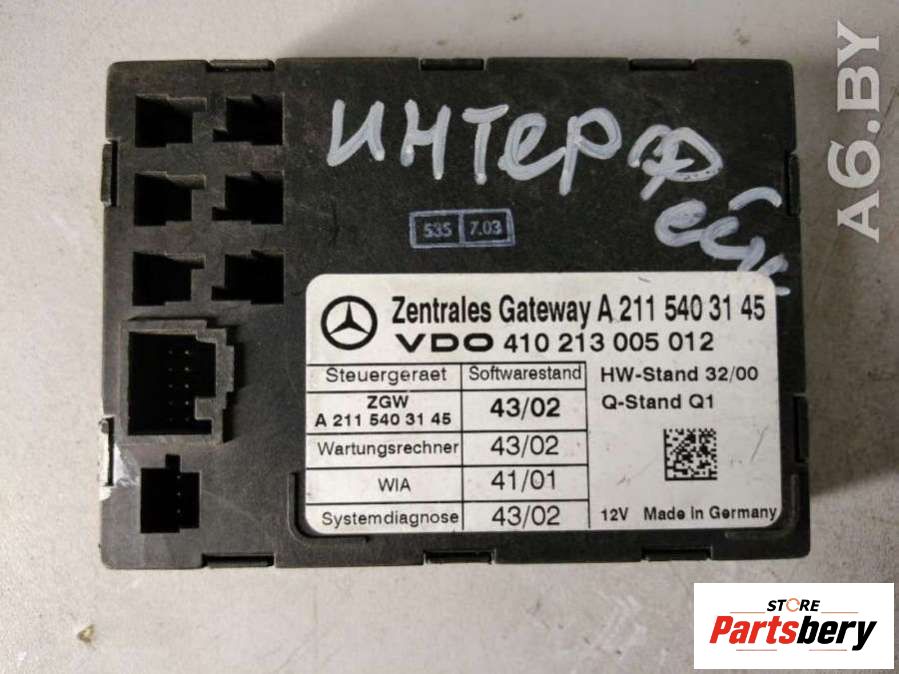 ИНТЕРФ
ейс
535 7.03
Zentrales Gateway A 211 540 31 45
VDO 410 213 005 012
Steuergeraet Softwarestand
HW-Stand 32/00
ZGW
A 211 540 31 45 43/02
Q-Stand Q1
Wartungsrechner 43/02
WIA 41/01
Systemdiagnose 43/02
12V Made in Germany
A6.BY
STORE
Partsbery